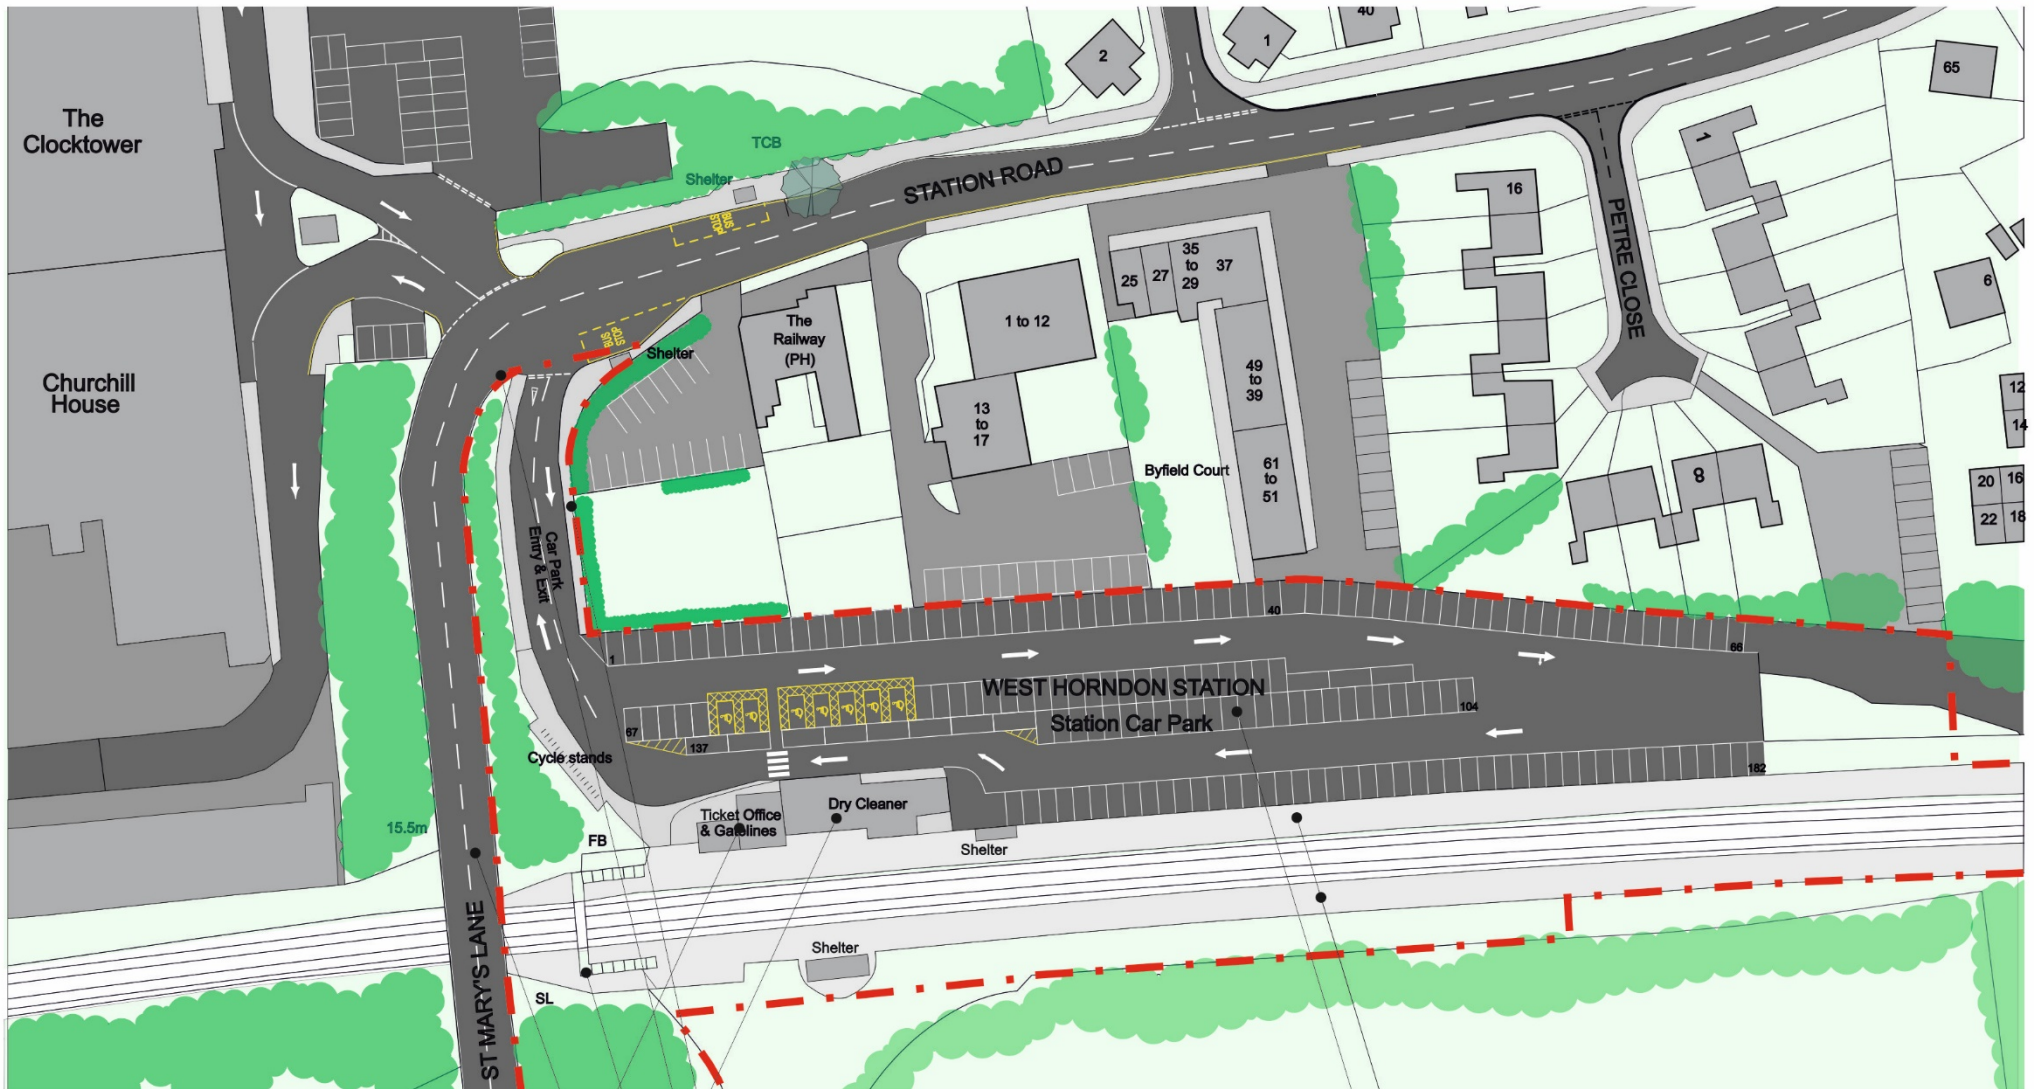 40
1
2
65
The
Clocktower
TCB
Shelter
STATION ROAD
BUS
STOP
1
16
PETRE CLOSE
35
to
29
37
25
27
6
BUS
STOP
Shelter
The
Railway
(PH)
1 to 12
Churchill
House
49
to
39
12
14
13
to
17
61
to
51
Byfield Court
8
20
16
22
18
Car Park
Entry & Exit
40
1
66
WEST HORNDON STATION
Station Car Park
104
67
137
Cycle stands
182
Dry Cleaner
Ticket Office
& Gatelines
15.5m
FB
Shelter
ST MARY'S LANE
Shelter
SL